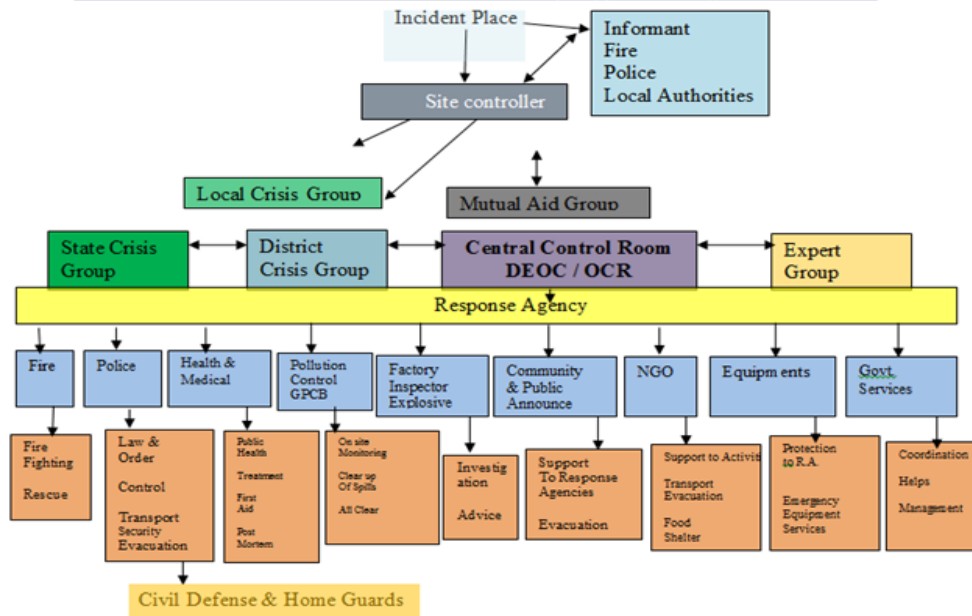 Incident Place
Informant
Fire
Police
Local Authorities
Site controller
Local Crisis Group
Mutual Aid Group
State Crisis
Group
District
Crisis Group
Central Control Room
DEOC / OCR
Expert
Group
Response Agency
Fire
Police
Health &
Medical
Pollution
Control
GPCB
Factory
Inspector
Explosive
Community
& Public
Announce
NGO
Equipments
Govt.
Services
Fire
Fighting
Rescue
Law &
Order
Control
Transport
Security
Evacuation
Public
Health
Treatment
First
Aid
Post
Mortem
On site
Monitoring
Clear up
Of Spills
All Clear
Investig
ation
Advice
Support
To Response
Agencies
Evacuation
Support to Activiti
Transport
Evacuation
Food
Shelter
Protection
to R.A.
Emergency
Equipment
Services
Coordination
Helps
Management
Civil Defense & Home Guards